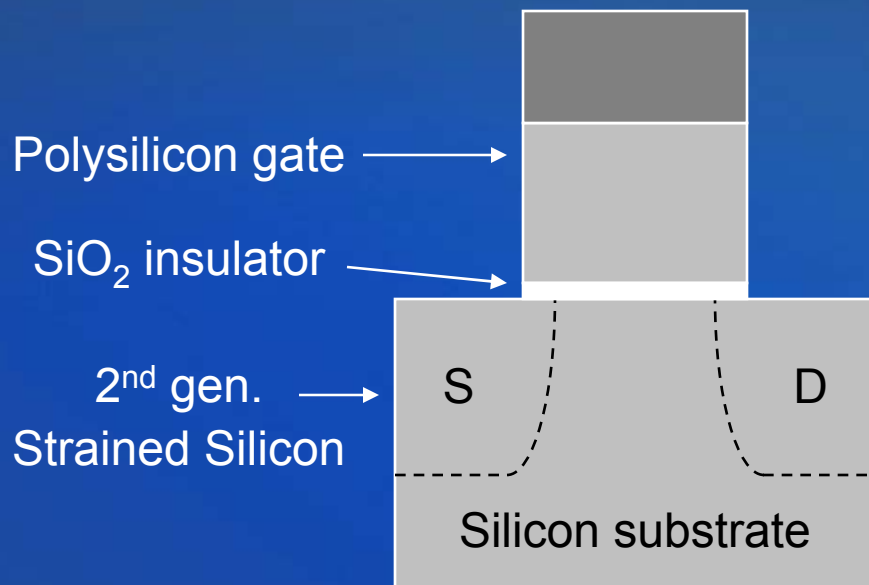 Polysilicon gate
SiO₂ insulator
2ⁿᵈ gen.
Strained Silicon
S
D
Silicon substrate